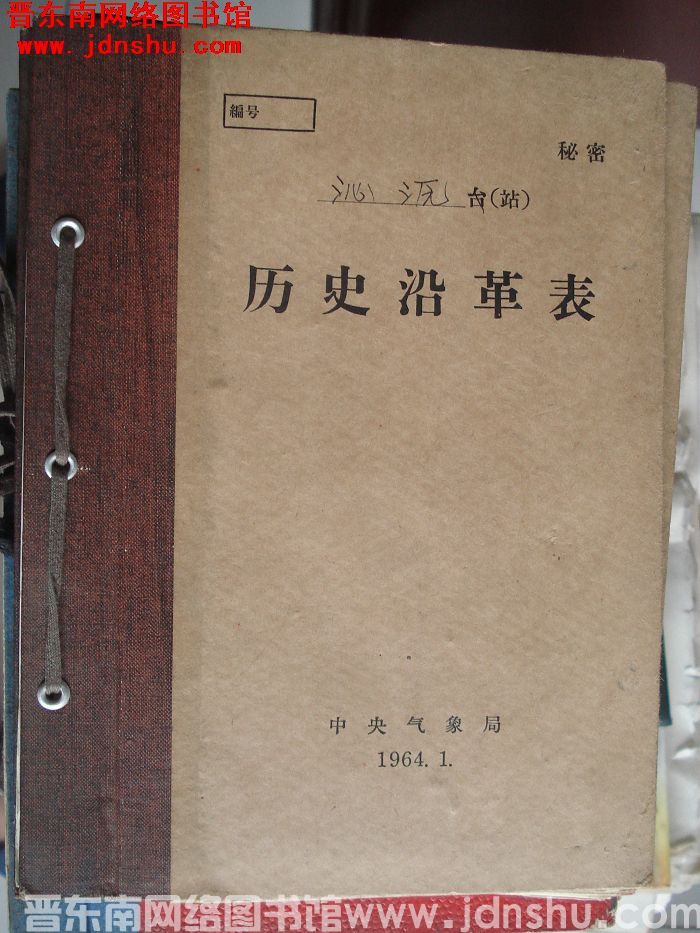 晋东南网络图书馆
www.jdnshu.com
編号
秘密
沁源台(站)
历史沿革表
中央气象局
1964.1.
晋东南网络图书馆www.jdnshu.com